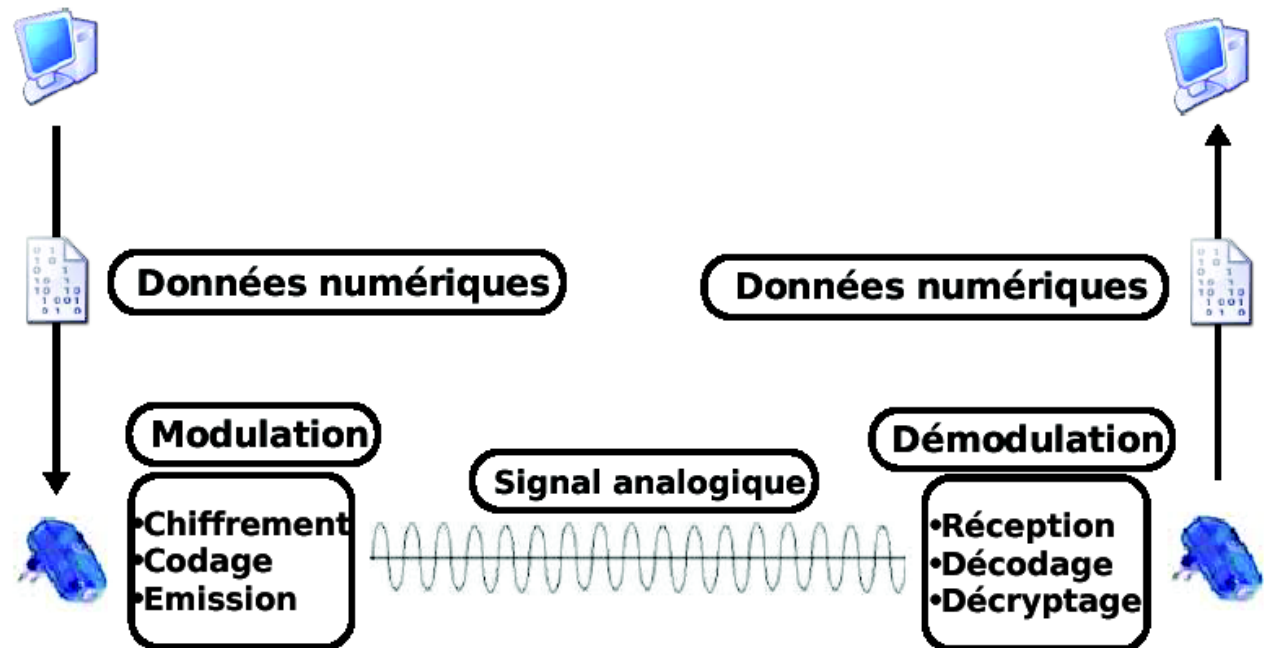 Données numériques
Données numériques
Modulation
•Chiffrement
•Codage
•Emission
Signal analogique
Démodulation
•Réception
•Décodage
•Décryptage